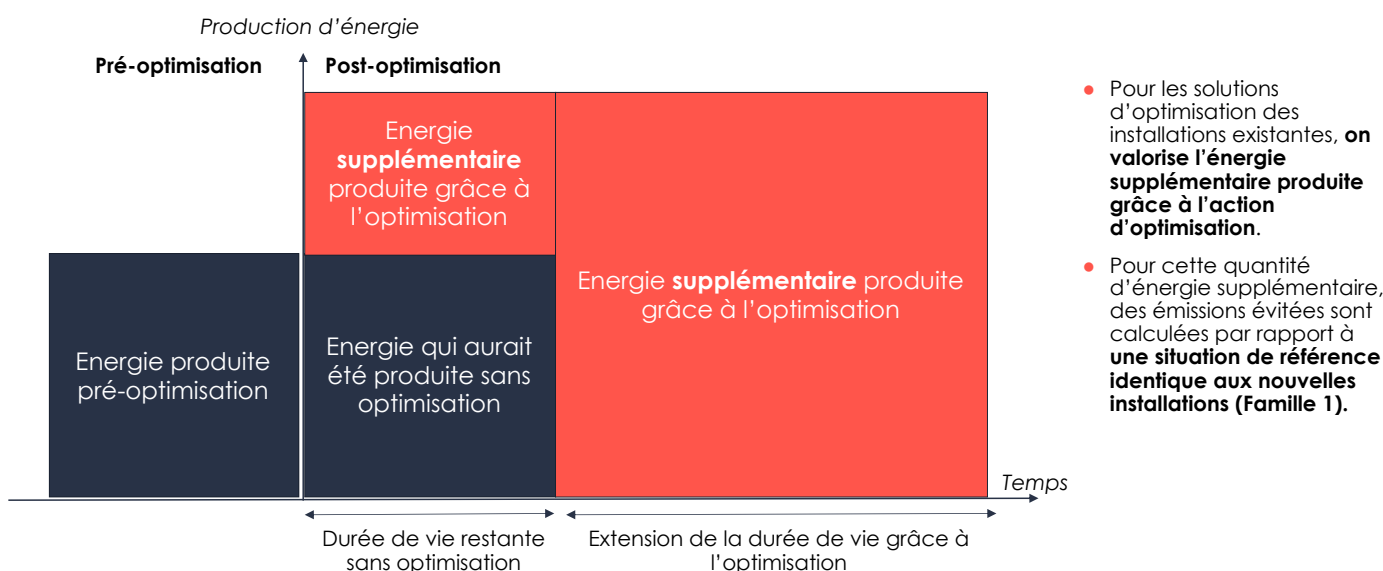 Production d’énergie
Pré-optimisation
Post-optimisation
Energie
supplémentaire
produite grâce à
l’optimisation
Energie produite
pré-optimisation
Energie qui aurait
été produite sans
optimisation
Energie supplémentaire produite
grâce à l’optimisation
Temps
Durée de vie restante
sans optimisation
Extension de la durée de vie grâce à
l’optimisation
Pour les solutions
d’optimisation des
installations existantes, on
valorise l’énergie
supplémentaire produite
grâce à l’action
d’optimisation.
Pour cette quantité
d’énergie supplémentaire,
des émissions évitées sont
calculées par rapport à
une situation de référence
identique aux nouvelles
installations (Famille 1).